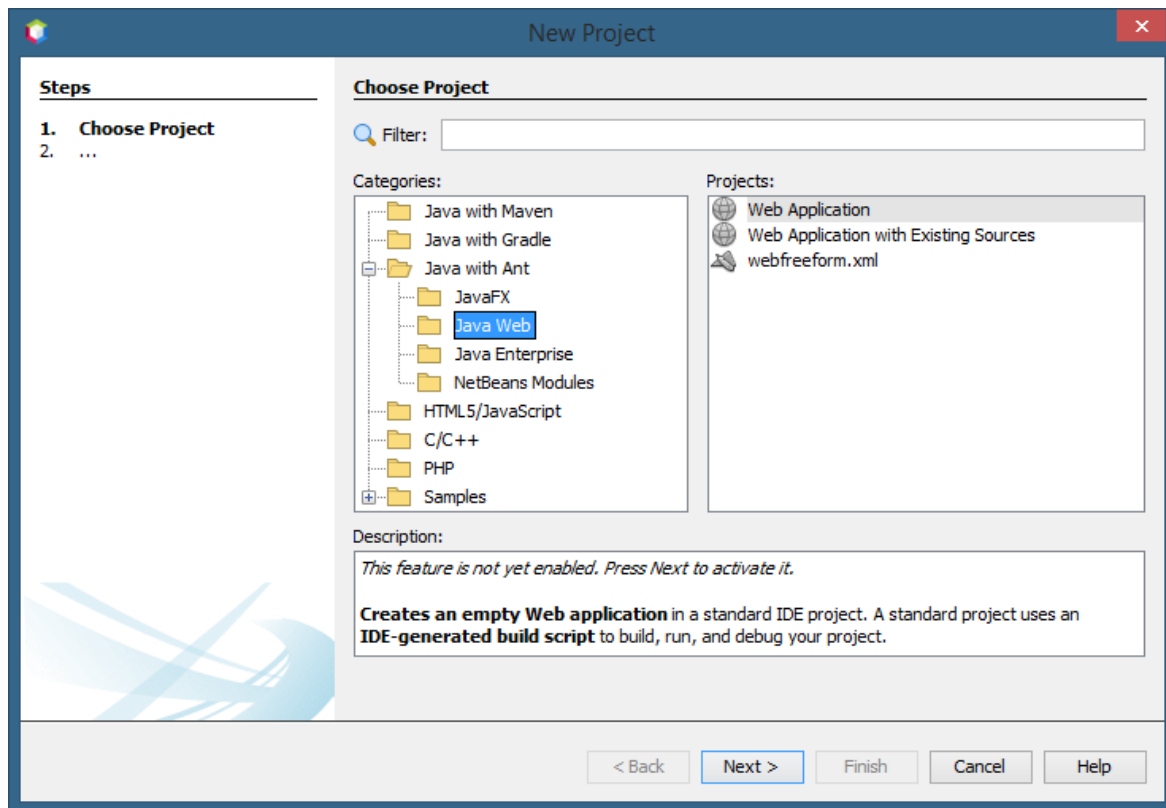 New Project
Steps
1. Choose Project
2. ...
Choose Project
Filter:
Categories:
Java with Maven
Java with Gradle
Java with Ant
JavaFX
Java Web
Java Enterprise
NetBeans Modules
HTML5/JavaScript
C/C++
PHP
Samples
Projects:
Web Application
Web Application with Existing Sources
webfreeform.xml
Description:
This feature is not yet enabled. Press Next to activate it.
Creates an empty Web application in a standard IDE project. A standard project uses an
IDE-generated build script to build, run, and debug your project.
< Back
Next >
Finish
Cancel
Help